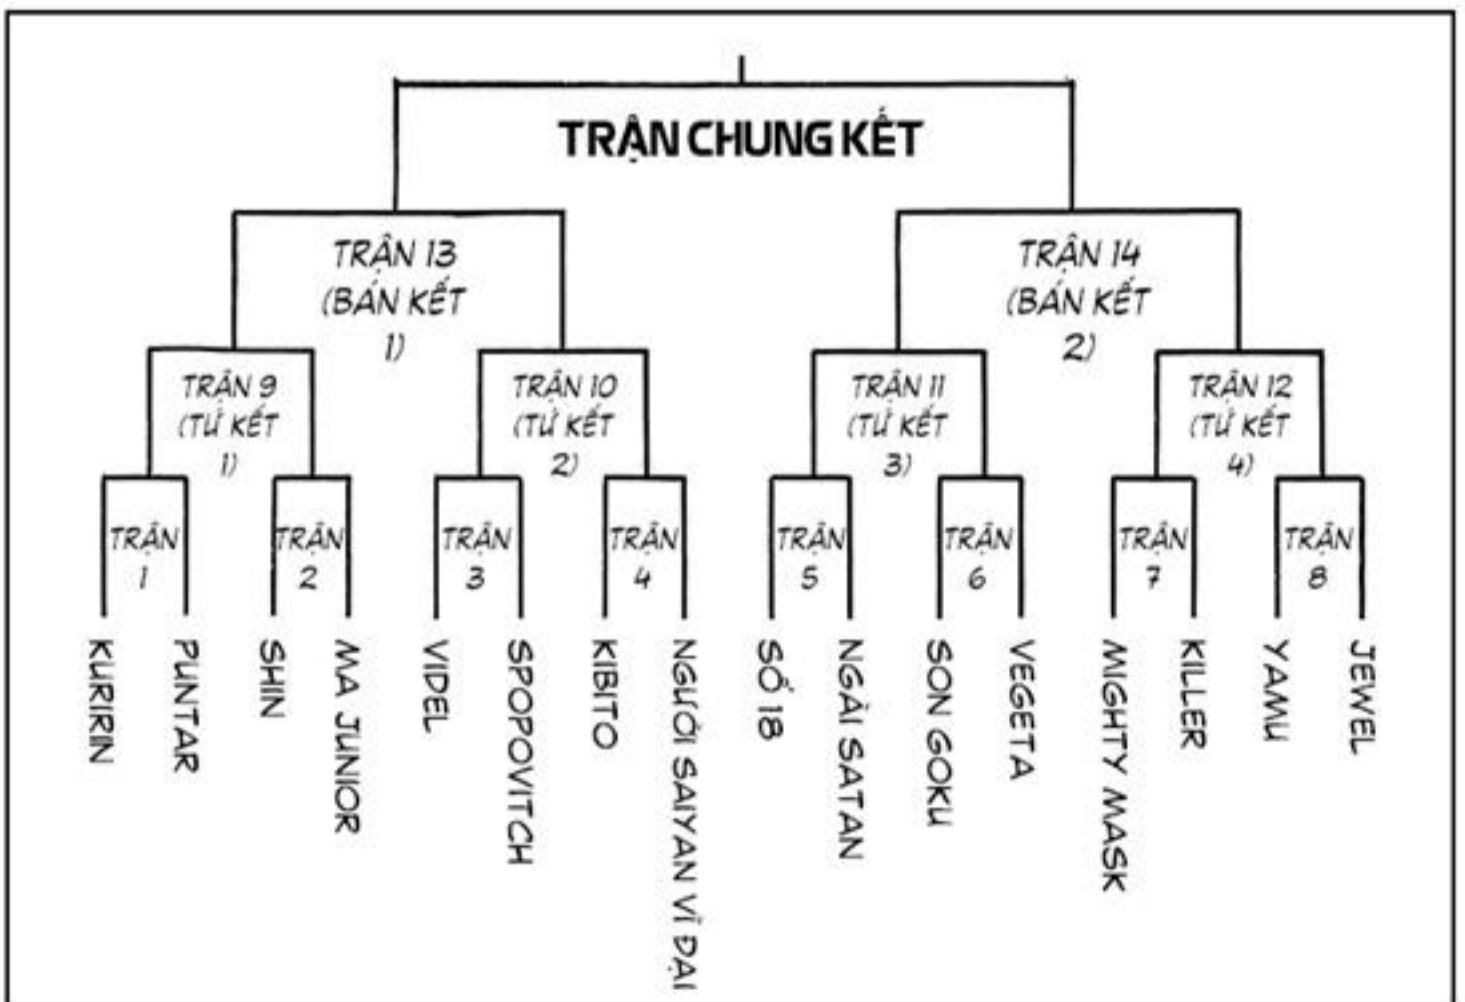 TRẬN CHUNG KẾT
TRẬN 13
(BÁN KẾT
1)
TRẬN 14
(BÁN KẾT
2)
TRẬN 9
(TỨ KẾT
1)
TRẬN 10
(TỨ KẾT
2)
TRẬN 11
(TỨ KẾT
3)
TRẬN 12
(TỨ KẾT
4)
TRẬN
1
TRẬN
2
TRẬN
3
TRẬN
4
TRẬN
5
TRẬN
6
TRẬN
7
TRẬN
8
KURIRIN
PUNTAR
SHIN
MA JUNIOR
VIDEL
SPOPOVITCH
KIBITO
NGƯỜI SAIYAN VĨ ĐẠI
SỐ 18
NGÀI SATAN
SON GOKU
VEGETA
MIGHTY MASK
KILLER
YAMU
JEWEL